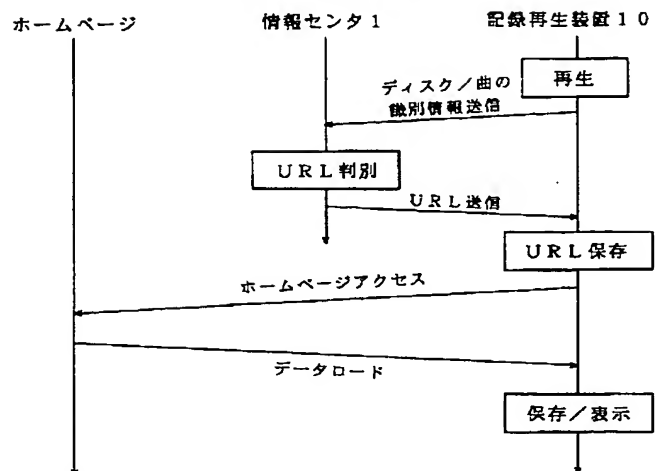 ホームページ
情報センタ1
記録再生装置10
再生
ディスク/曲の
識別情報送信
URL判別
URL送信
URL保存
ホームページアクセス
データロード
保存/表示